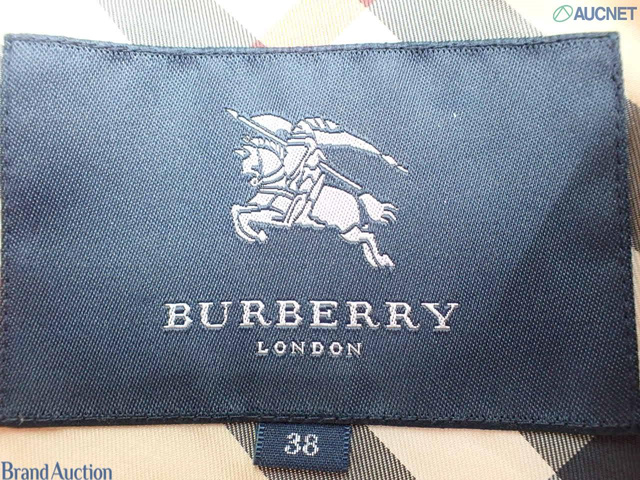 AUCNET
BURBERRY
LONDON
38
Brand Auction